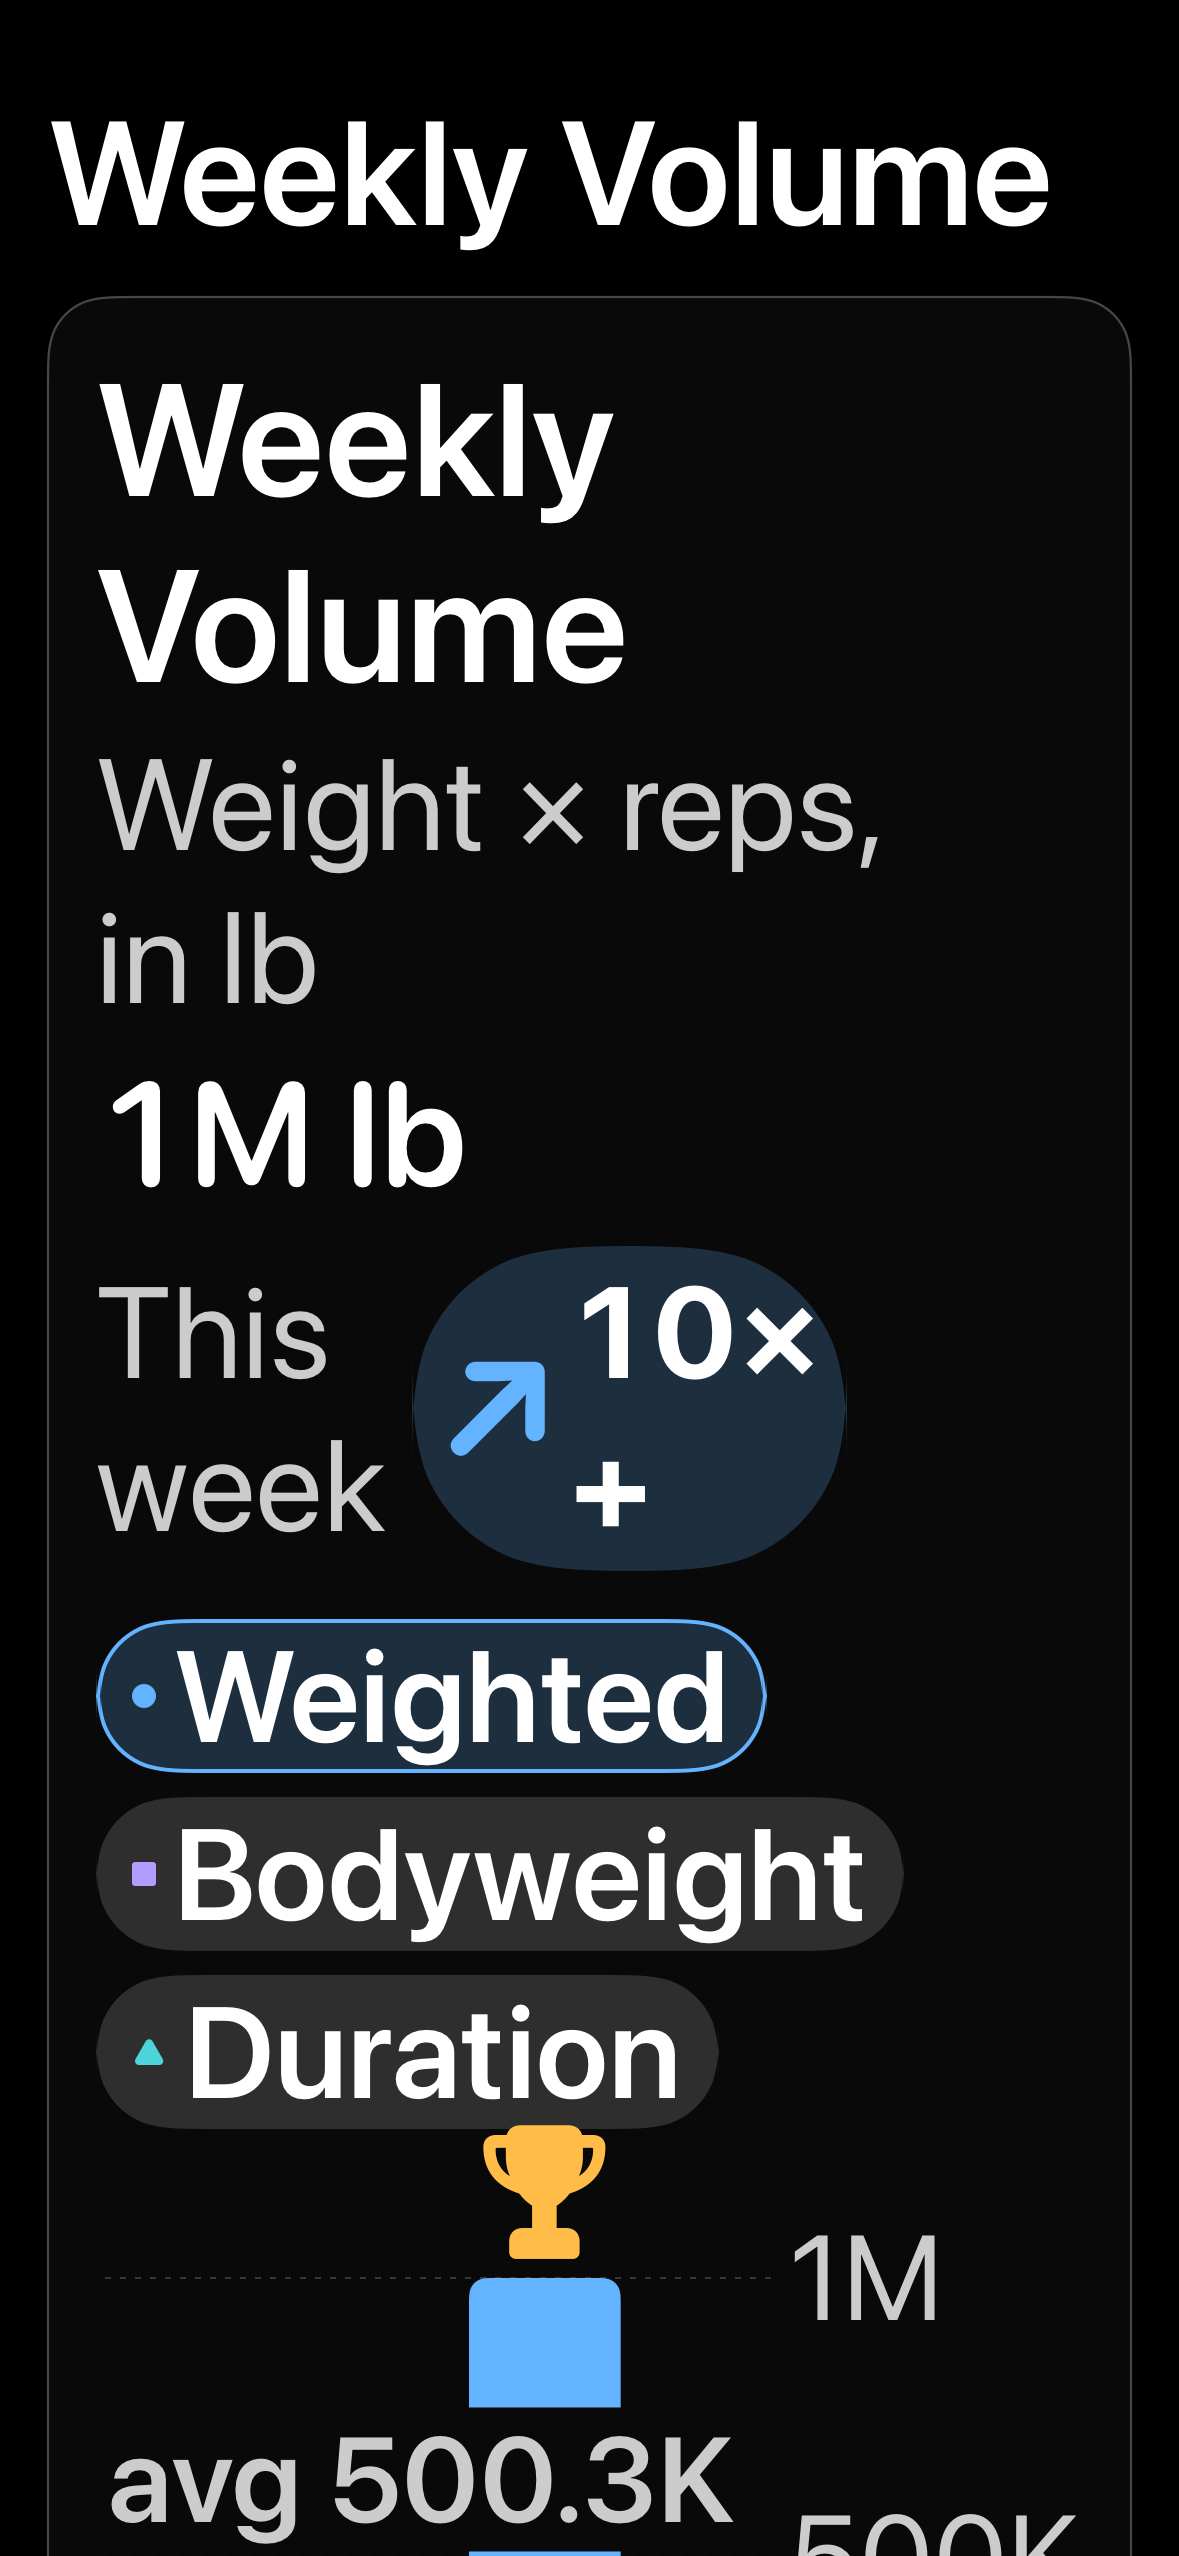 Weekly Volume
Weekly
Volume
Weight × reps,
in lb
1M lb
This
week
10×
+
Weighted
Bodyweight
Duration
1M
avg 500.3K
500K